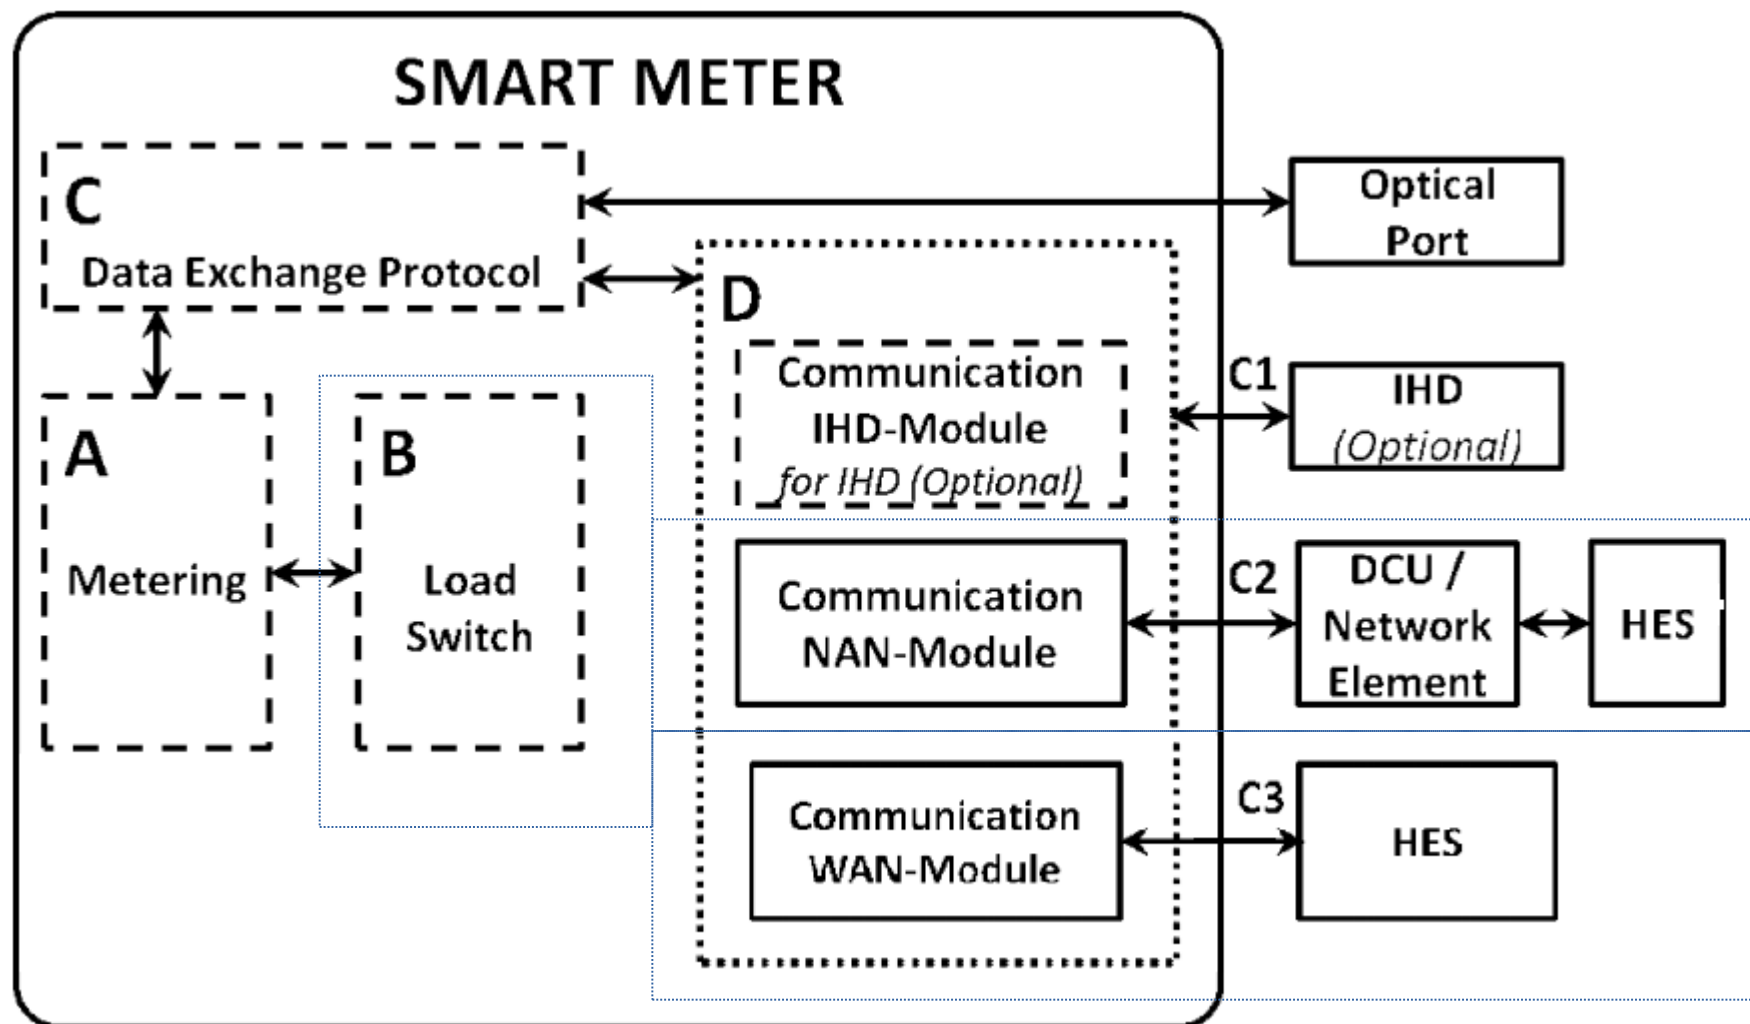 SMART METER
C
Data Exchange Protocol
Optical
Port
D
Communication
IHD-Module
for IHD (Optional)
C1
IHD
(Optional)
A
Metering
B
Load
Switch
Communication
NAN-Module
C2
DCU /
Network
Element
HES
Communication
WAN-Module
C3
HES